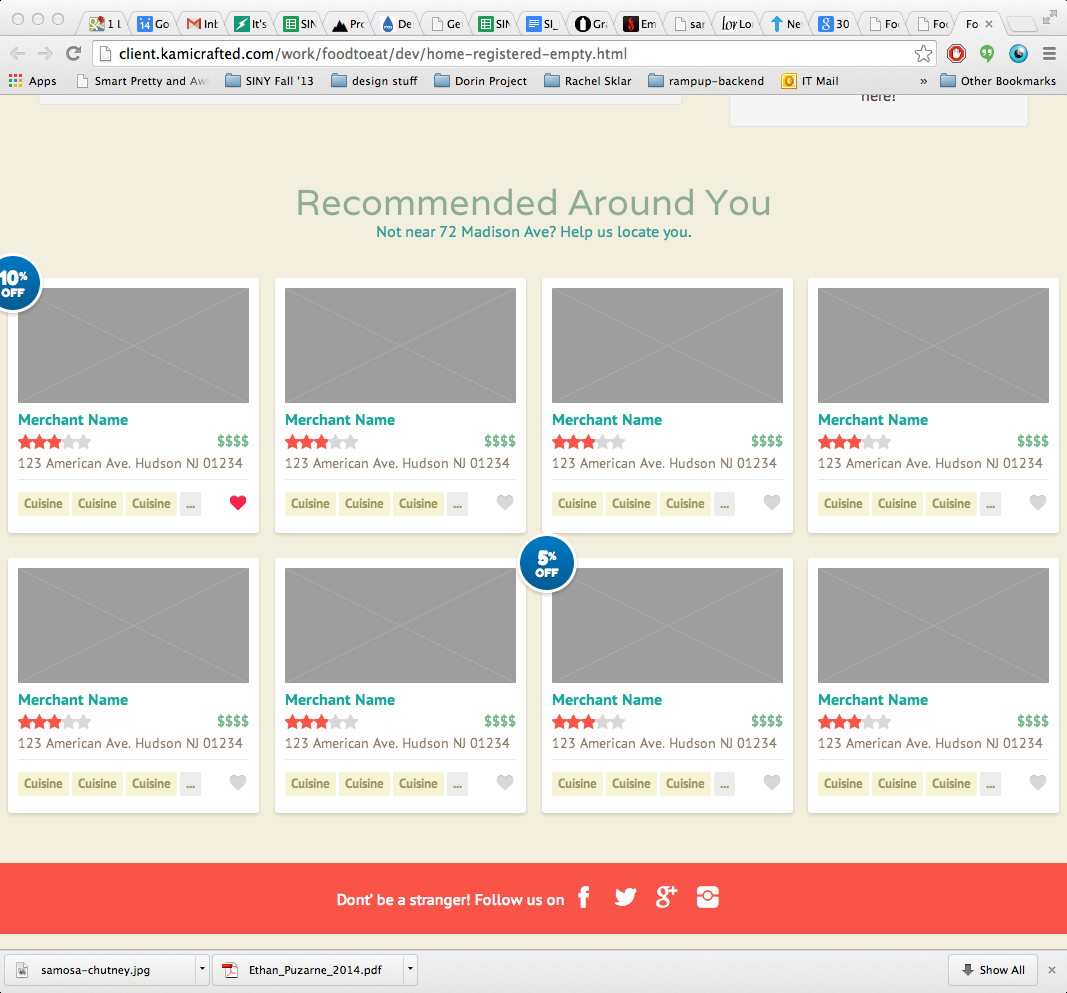 1 L
14 Go
Inb
It's
SIN
Pro
De
Ge
SIN
SI_
Gra
Em
sar
lor Lo
Ne
8 30
Fo
Foo
Fo
client.kamicrafted.com/work/foodtoeat/dev/home-registered-empty.html
Apps
Smart Pretty and Aw
SINY Fall '13
design stuff
Dorin Project
Rachel Sklar
rampup-backend
IT Mail
»
Other Bookmarks
here!
Recommended Around You
Not near 72 Madison Ave? Help us locate you.
10%
OFF
Merchant Name
$$$$
123 American Ave. Hudson NJ 01234
Cuisine Cuisine Cuisine ...
Merchant Name
$$$$
123 American Ave. Hudson NJ 01234
Cuisine Cuisine Cuisine ...
Merchant Name
$$$$
123 American Ave. Hudson NJ 01234
Cuisine Cuisine Cuisine ...
Merchant Name
$$$$
123 American Ave. Hudson NJ 01234
Cuisine Cuisine Cuisine ...
Merchant Name
$$$$
123 American Ave. Hudson NJ 01234
Cuisine Cuisine Cuisine ...
Merchant Name
$$$$
123 American Ave. Hudson NJ 01234
Cuisine Cuisine Cuisine ...
5%
OFF
Merchant Name
$$$$
123 American Ave. Hudson NJ 01234
Cuisine Cuisine Cuisine ...
Merchant Name
$$$$
123 American Ave. Hudson NJ 01234
Cuisine Cuisine Cuisine ...
Dont' be a stranger! Follow us on
samosa-chutney.jpg
Ethan_Puzarne_2014.pdf
Show All